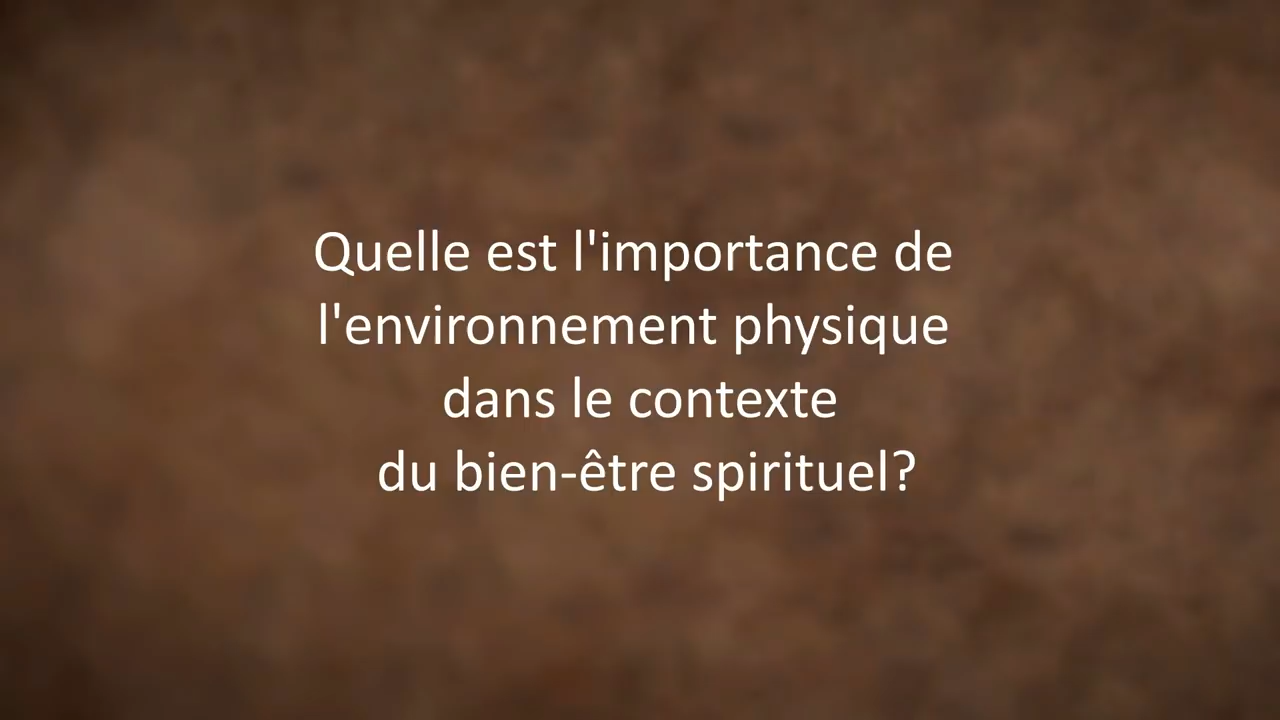 Quelle est l'importance de
l'environnement physique
dans le contexte
du bien-être spirituel?